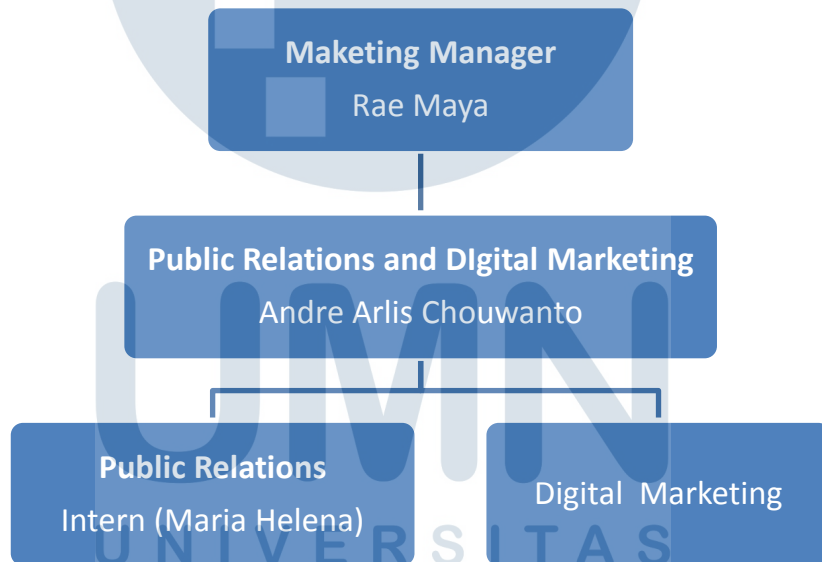 Maketing Manager
Rae Maya
Public Relations and DIgital Marketing
Andre Arlis Chouwanto
Public Relations
Intern (Maria Helena)
Digital Marketing
UMN
UNIVERSITAS